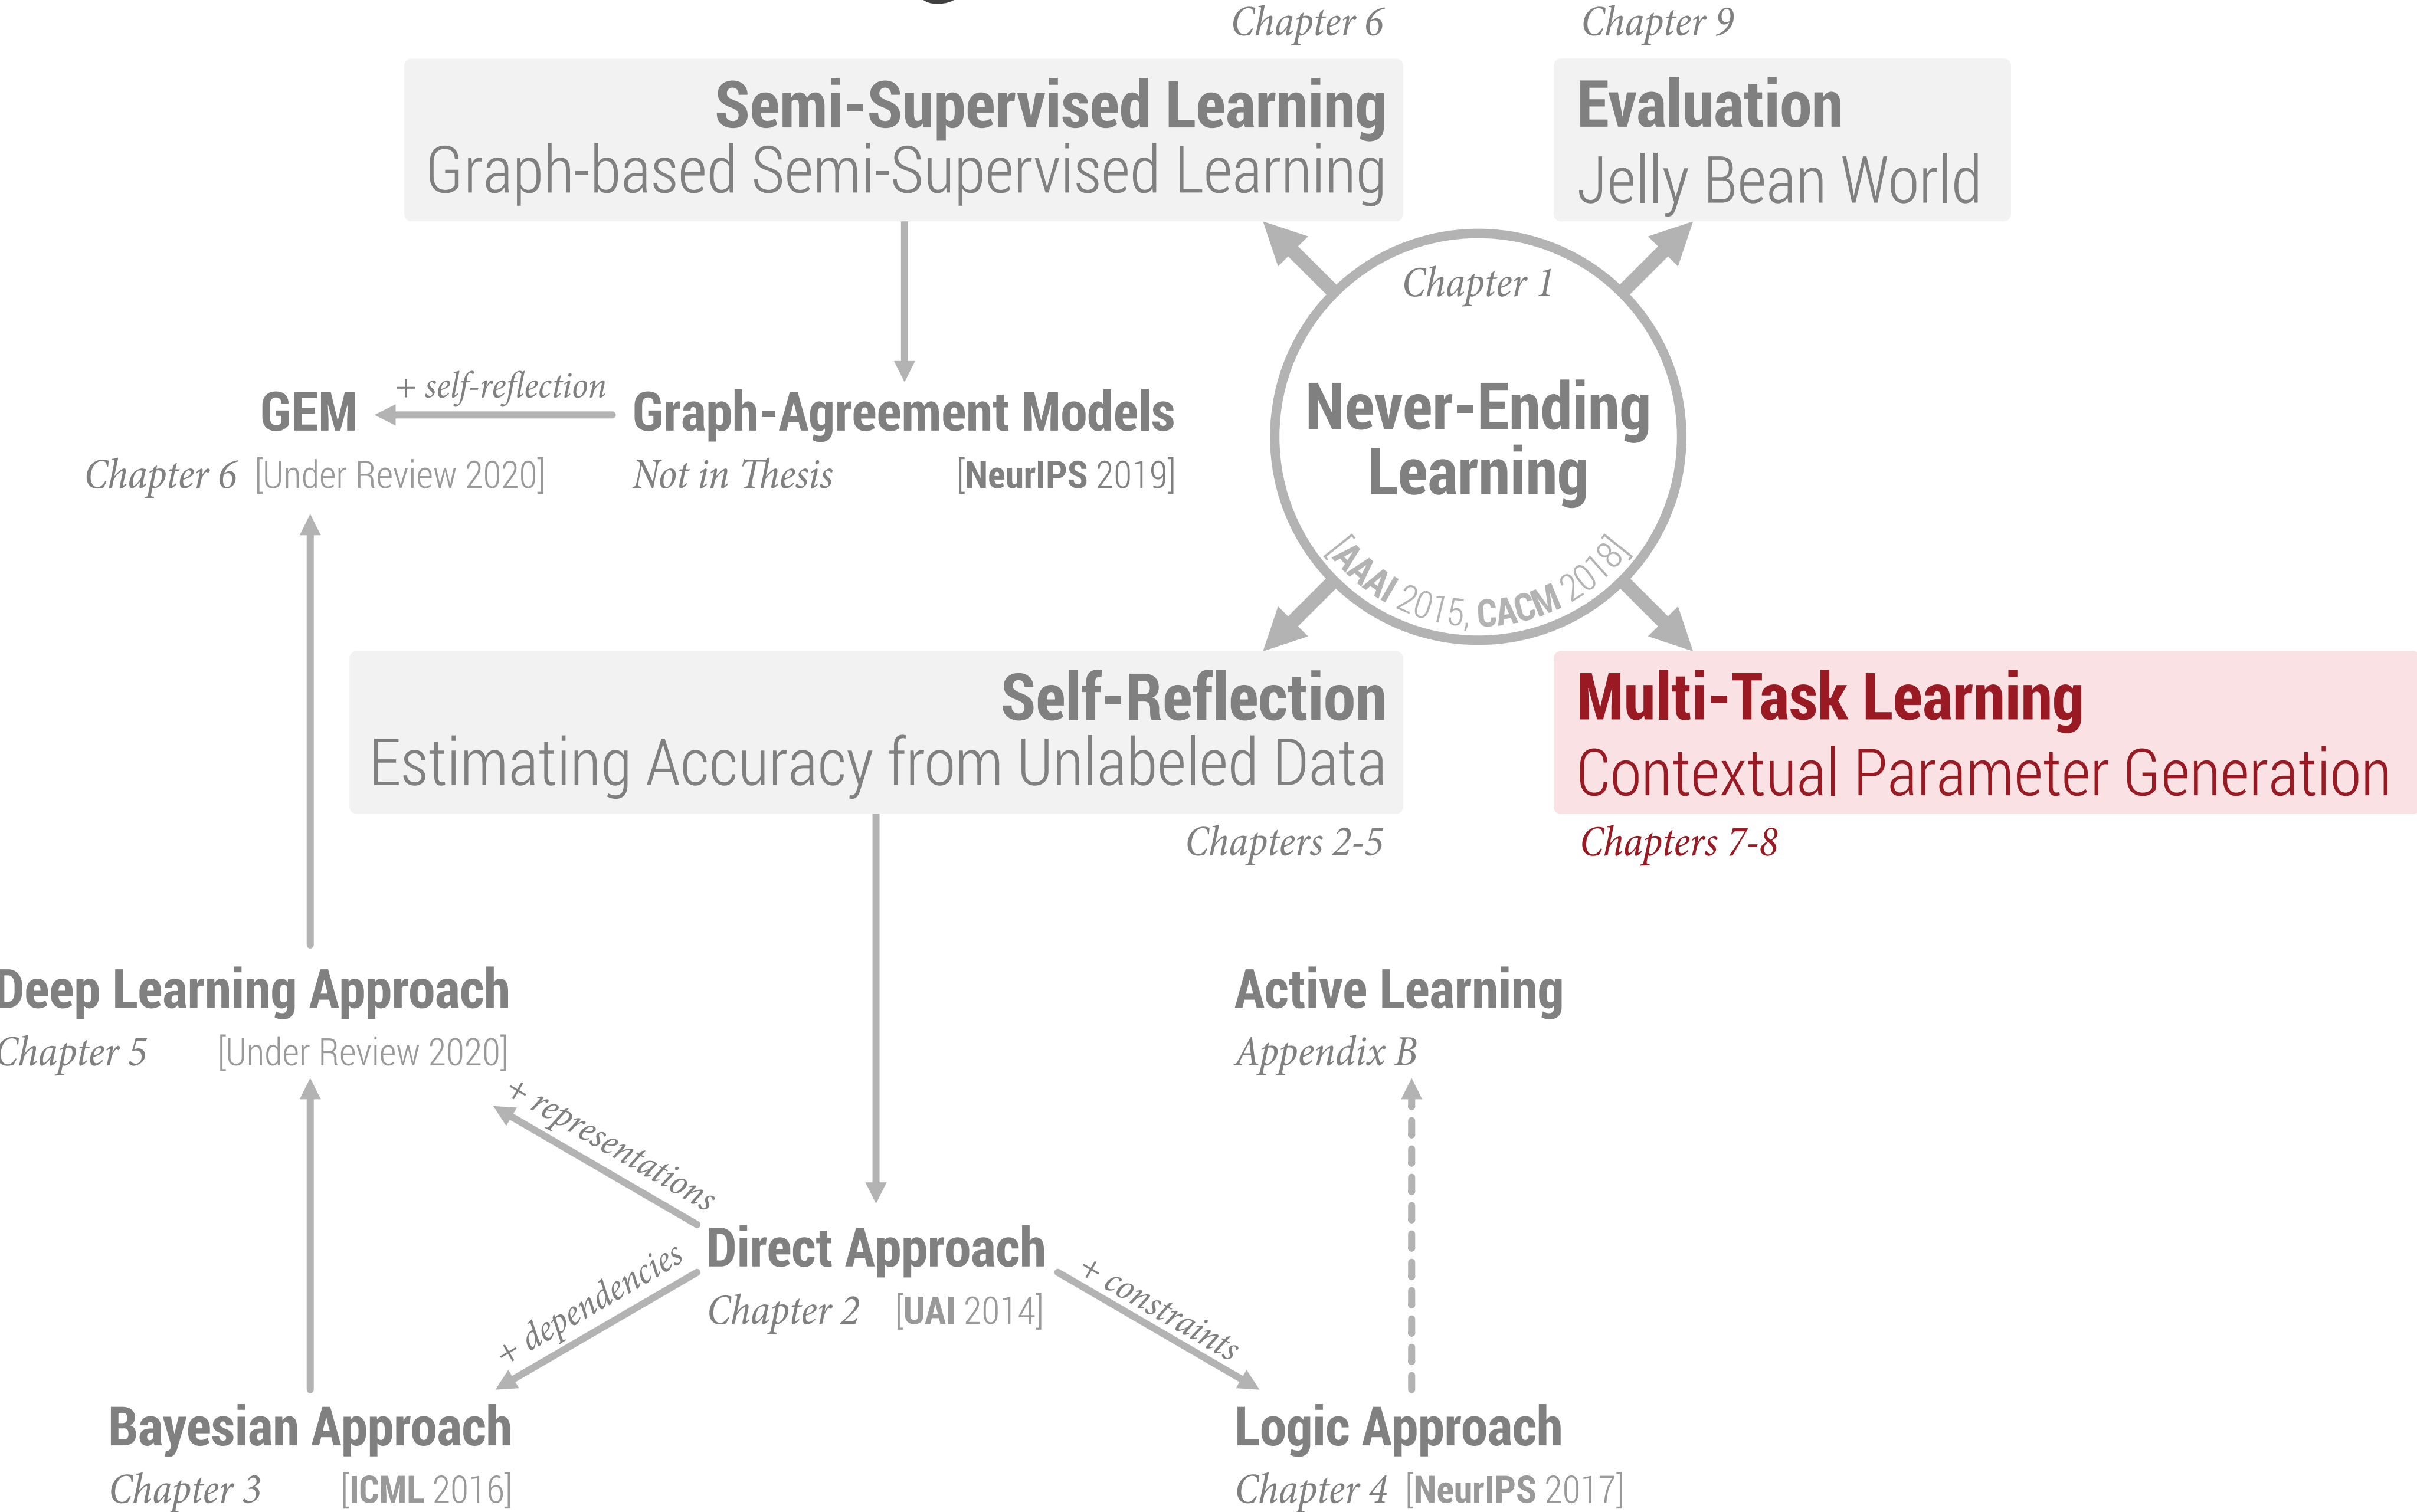 Chapter 6
Chapter 9
Semi-Supervised Learning
Graph-based Semi-Supervised Learning
Evaluation
Jelly Bean World
Chapter 1
Never-Ending
Learning
[AAAI 2015, CACM 2018]
GEM
+ self-reflection
Graph-Agreement Models
Chapter 6 [Under Review 2020]
Not in Thesis [NeurIPS 2019]
Self-Reflection
Estimating Accuracy from Unlabeled Data
Chapters 2-5
Multi-Task Learning
Contextual Parameter Generation
Chapters 7-8
Deep Learning Approach
Chapter 5 [Under Review 2020]
Active Learning
Appendix B
+ representations
Direct Approach
Chapter 2 [UAI 2014]
+ dependencies
+ constraints
Bayesian Approach
Chapter 3 [ICML 2016]
Logic Approach
Chapter 4 [NeurIPS 2017]